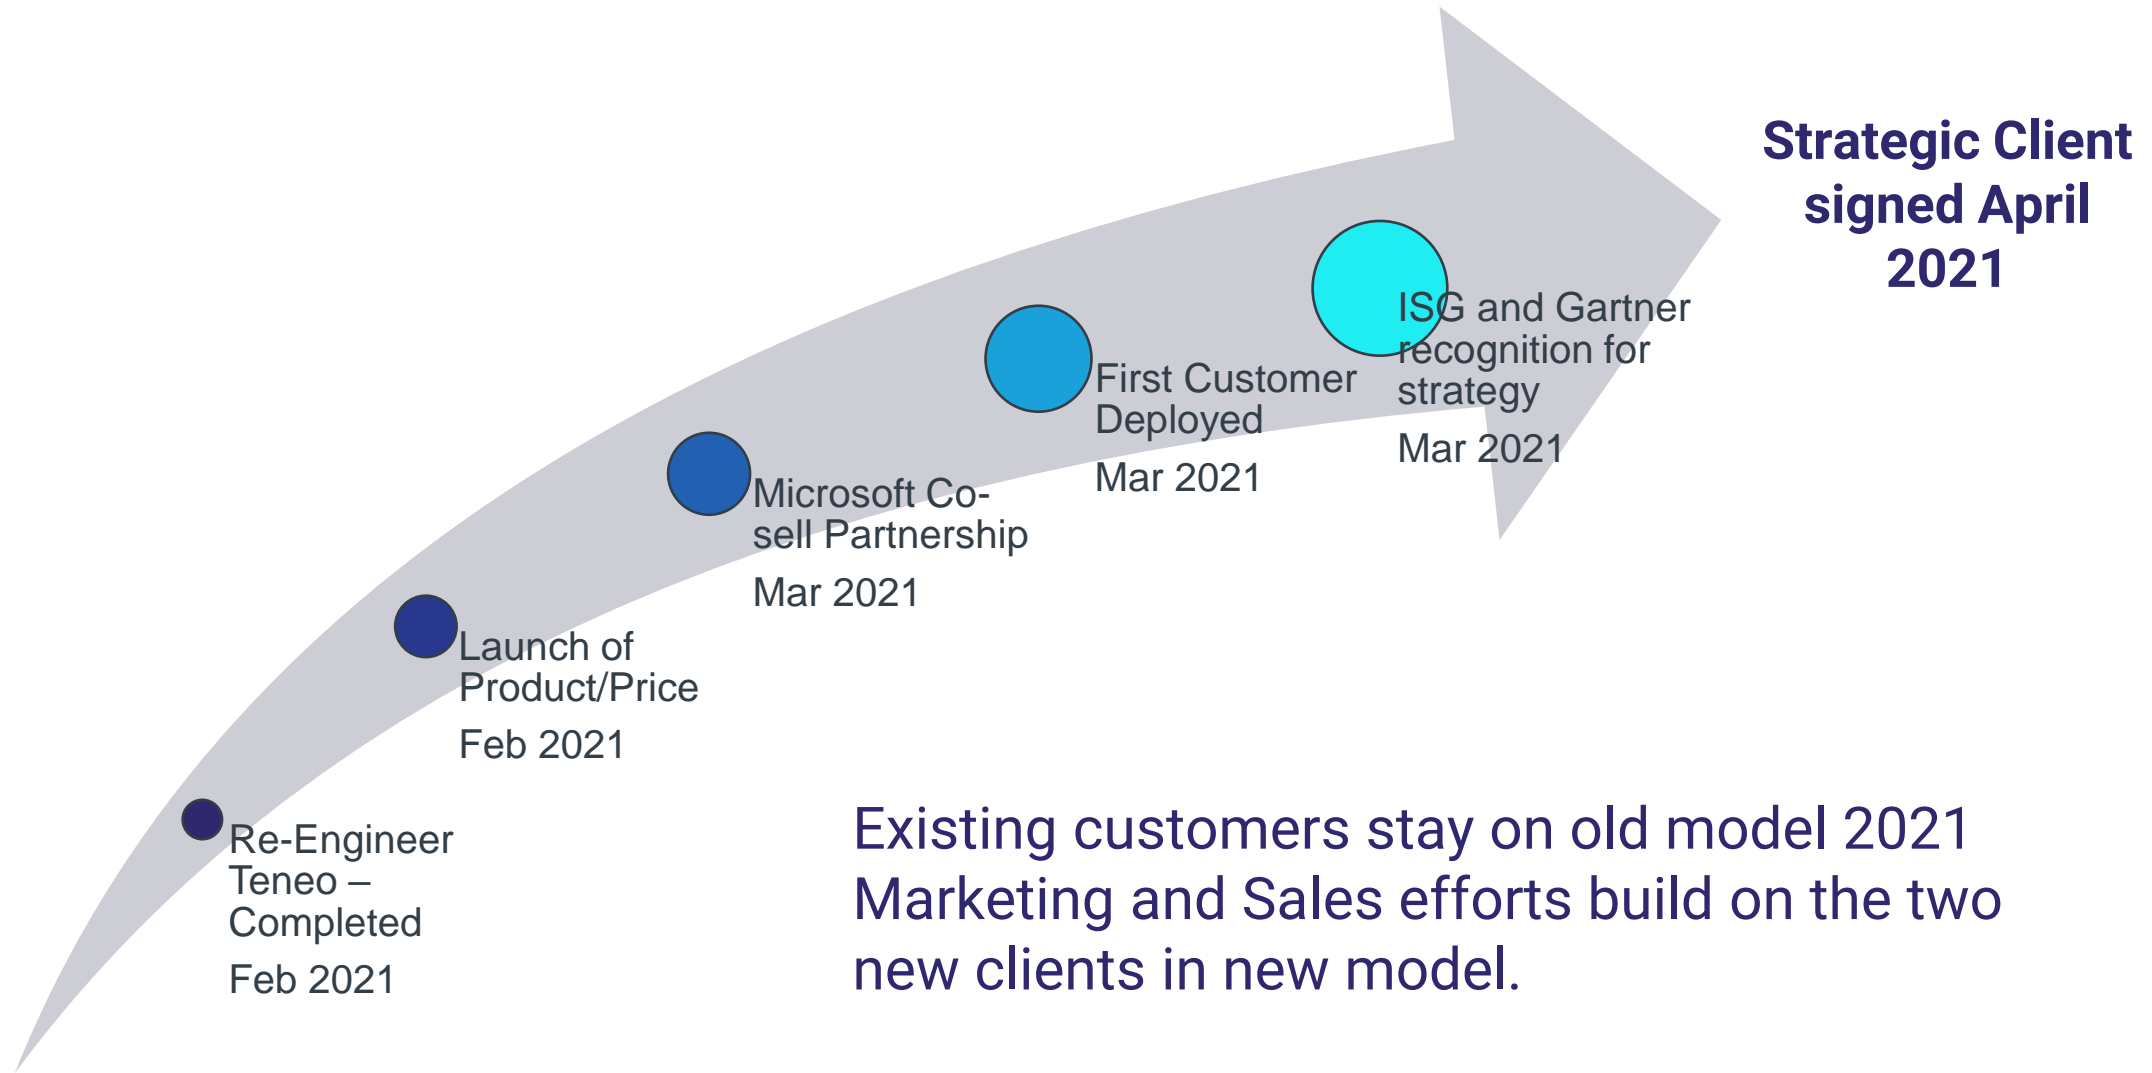 Strategic Client
signed April
2021
ISG and Gartner
recognition for
strategy
Mar 2021
First Customer
Deployed
Mar 2021
Microsoft Co-
sell Partnership
Mar 2021
Launch of
Product/Price
Feb 2021
Re-Engineer
Teneo –
Completed
Feb 2021
Existing customers stay on old model 2021
Marketing and Sales efforts build on the two
new clients in new model.